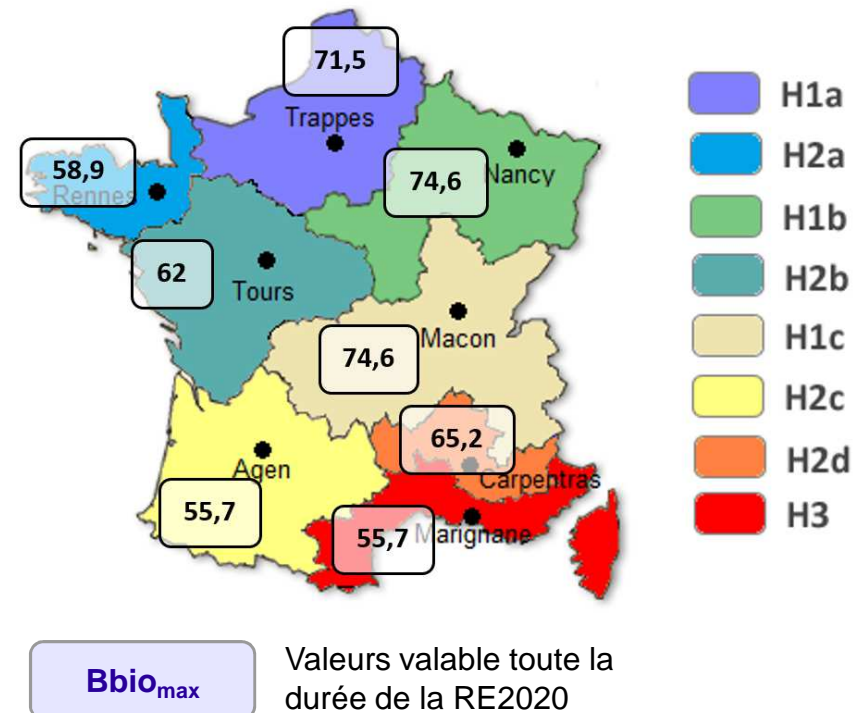 71,5
Trappes
58,9
Rennes
74,6
Nancy
62
Tours
Macon
74,6
65,2
Carpentras
Agen
55,7
55,7
Marignane
H1a
H2a
H1b
H2b
H1c
H2c
H2d
H3
Bbiomax
Valeurs valable toute la
durée de la RE2020